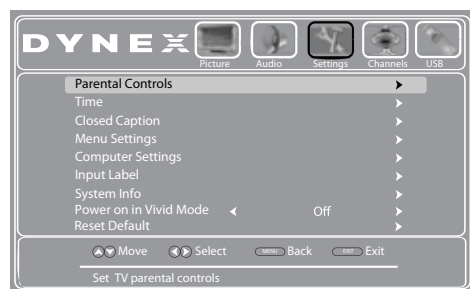 DYNEX
Picture Audio Settings Channels USB
Parental Controls
Time
Closed Caption
Menu Settings
Computer Settings
Input Label
System Info
Power on in Vivid Mode Off
Reset Default
Move Select MENU Back EXIT Exit
Set TV parental controls